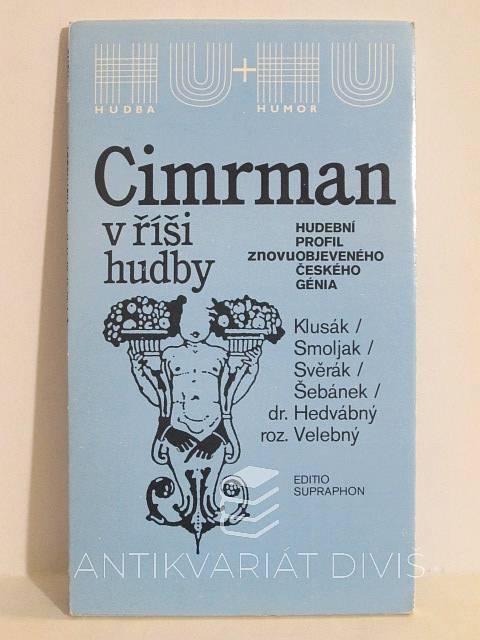 HU+HU
HUDBA HUMOR
Cimrman
v říši
hudby
HUDEBNÍ
PROFIL
znovuOBJEVENÉHO
ČESKÉHO
GÉNIA
Klusák /
Smoljak /
Svěrák /
Šebánek /
dr. Hedvábný
roz. Velebný
EDITIO
SUPRAPHON
ANTIKVARIÁT DIVIŠ